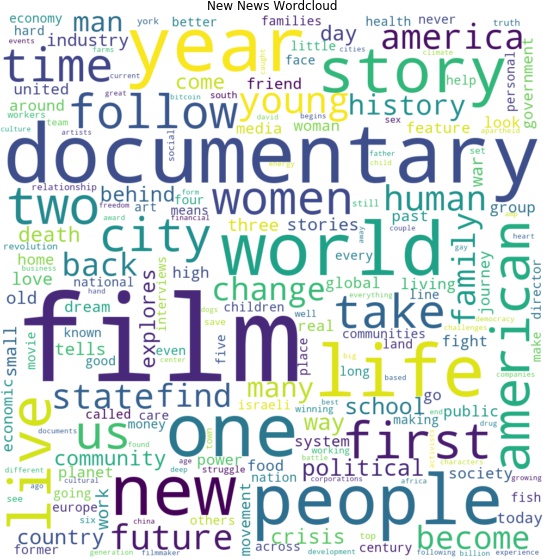 New News Wordcloud
economy man york better families health never truth
hard industry year little day america events
farms face
time come friend story personal government
united current great help climate
around follow bitcoin south young history cities
workers team media david begins sex look
culture artists social woman feature war apartheid
documentary
energy father set
child
relationship behind women still human group
two freedom art form four means past
award financial three stories
death city world every family journey
revolution away couple gay heart
home back high change global living director
love business national line
old hand interviews children film take american
dream known explores dogs well everything communities land fight democracy challenges
small movie save real place
tells good even five center big long life companies make
economic state find many based
live us called care israeli winning best way school go making end public
documents money found town system working drug
community one first
different power food battle political society
planet age deep nation corporations characters growing
see ago cultural struggle africa
going work new movement people fish
europe six china others today
country future crisis top century become
former generation filmmaker across development following billion experience